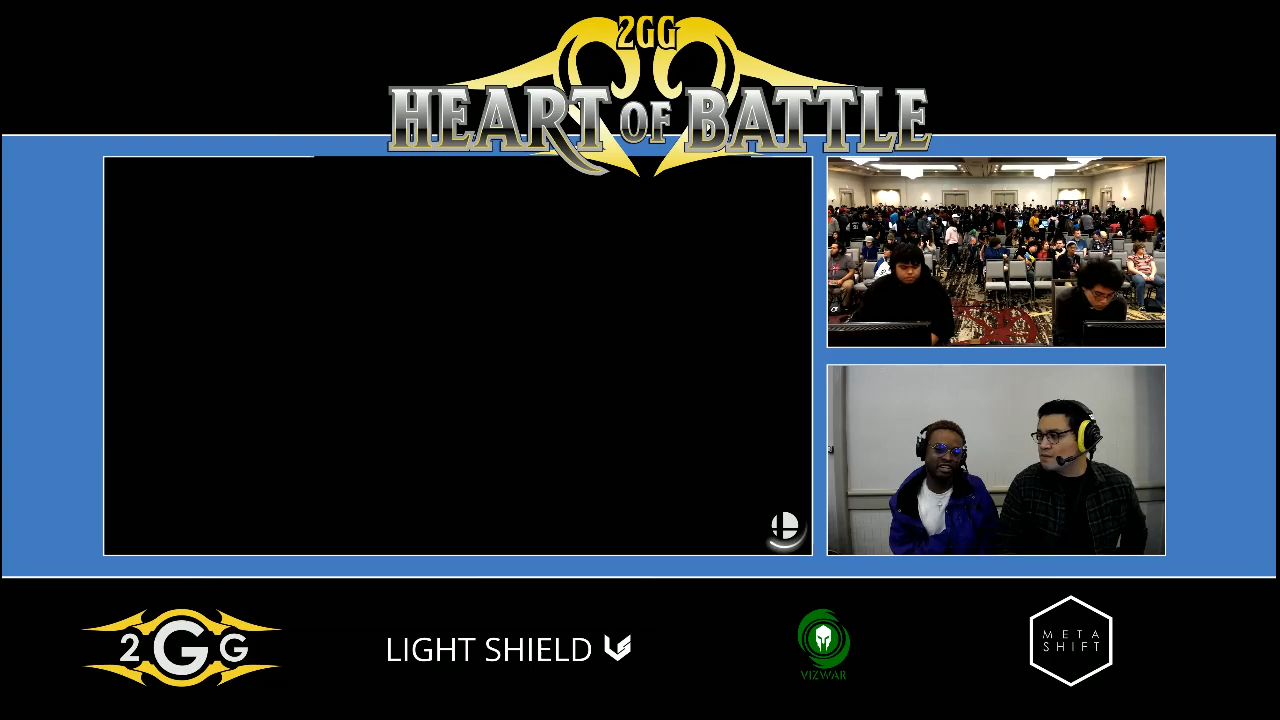 2GG
HEART OF BATTLE
2GG
LIGHT SHIELD
VIZWAR
META
SHIFT